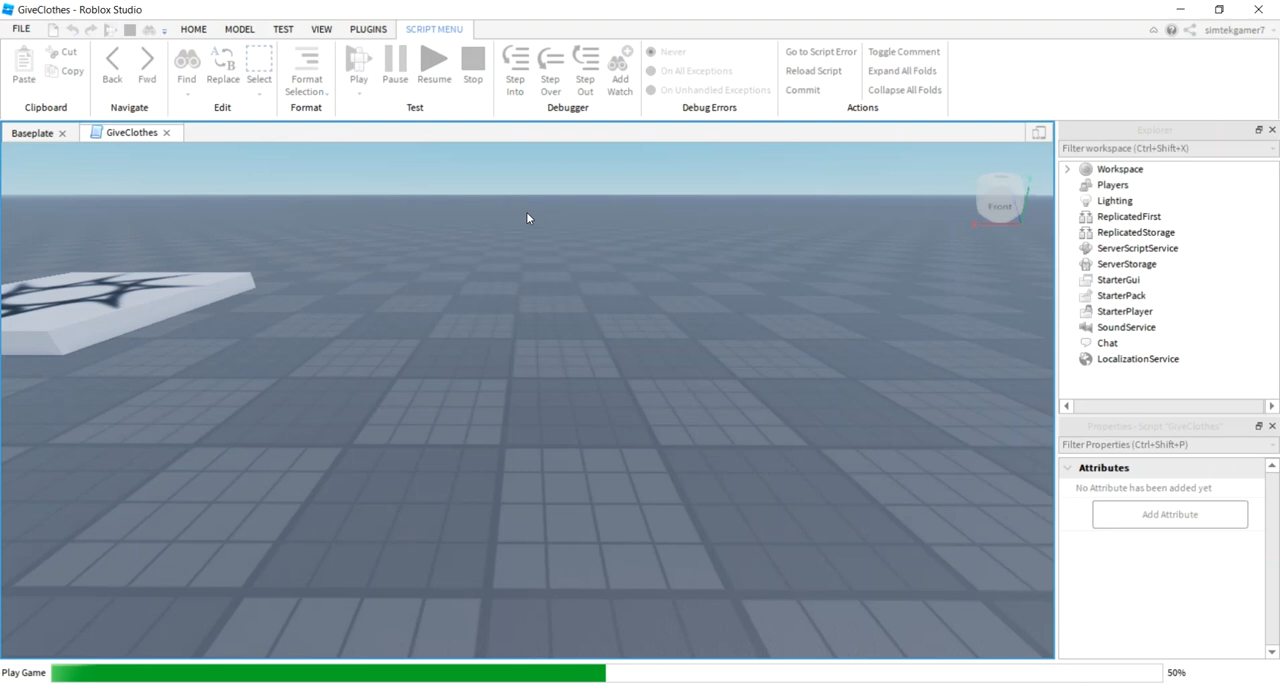 GiveClothes - Roblox Studio
FILE HOME MODEL TEST VIEW PLUGINS SCRIPT MENU simtekgamer7
Paste Cut Copy Back Fwd Find Replace Select Format Selection Play Pause Resume Stop Step Into Step Over Step Out Add Watch
Never
On All Exceptions
On Unhandled Exceptions
Go to Script Error Toggle Comment
Reload Script Expand All Folds
Commit Collapse All Folds
Clipboard Navigate Edit Format Test Debugger Debug Errors Actions
Baseplate GiveClothes
Front
Explorer
Filter workspace (Ctrl+Shift+X)
Workspace
Players
Lighting
ReplicatedFirst
ReplicatedStorage
ServerScriptService
ServerStorage
StarterGui
StarterPack
StarterPlayer
SoundService
Chat
LocalizationService
Properties - Script "GiveClothes"
Filter Properties (Ctrl+Shift+P)
Attributes
No Attribute has been added yet
Add Attribute
Play Game 50%